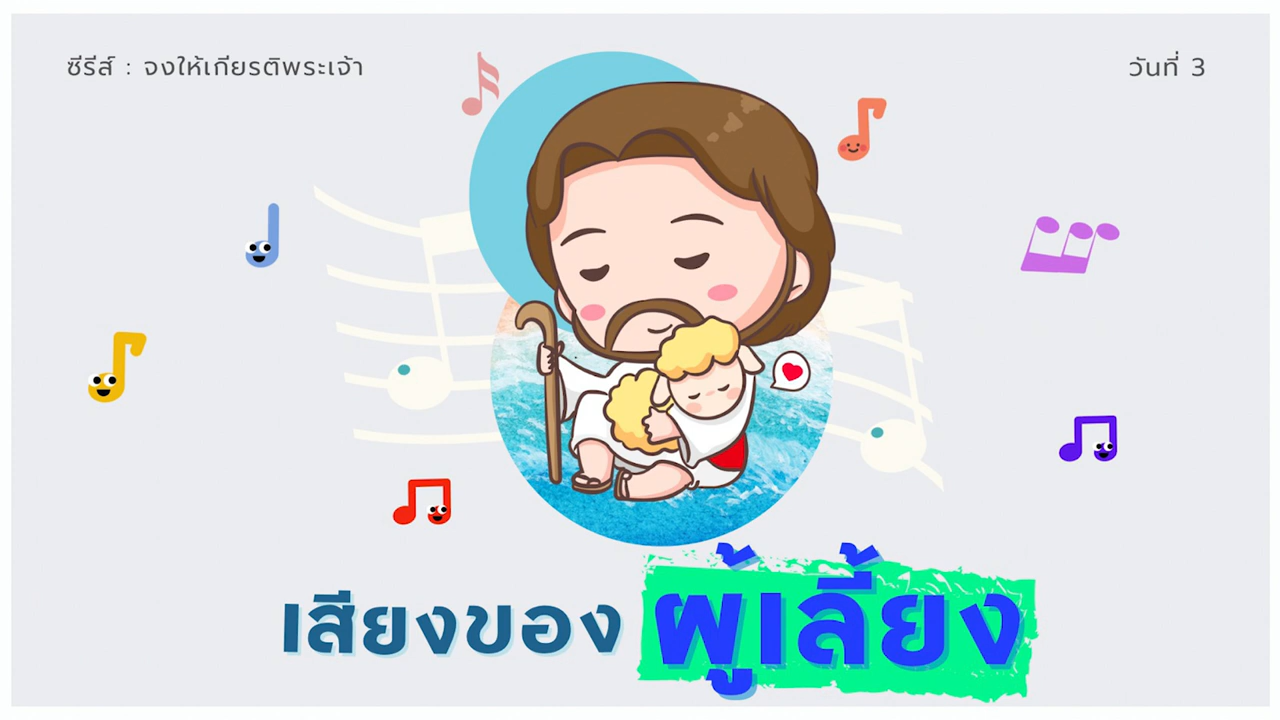 ซีรีส์ : จงให้เกียรติพระเจ้า
วันที่ 3
เสียงของ ผู้เลี้ยง